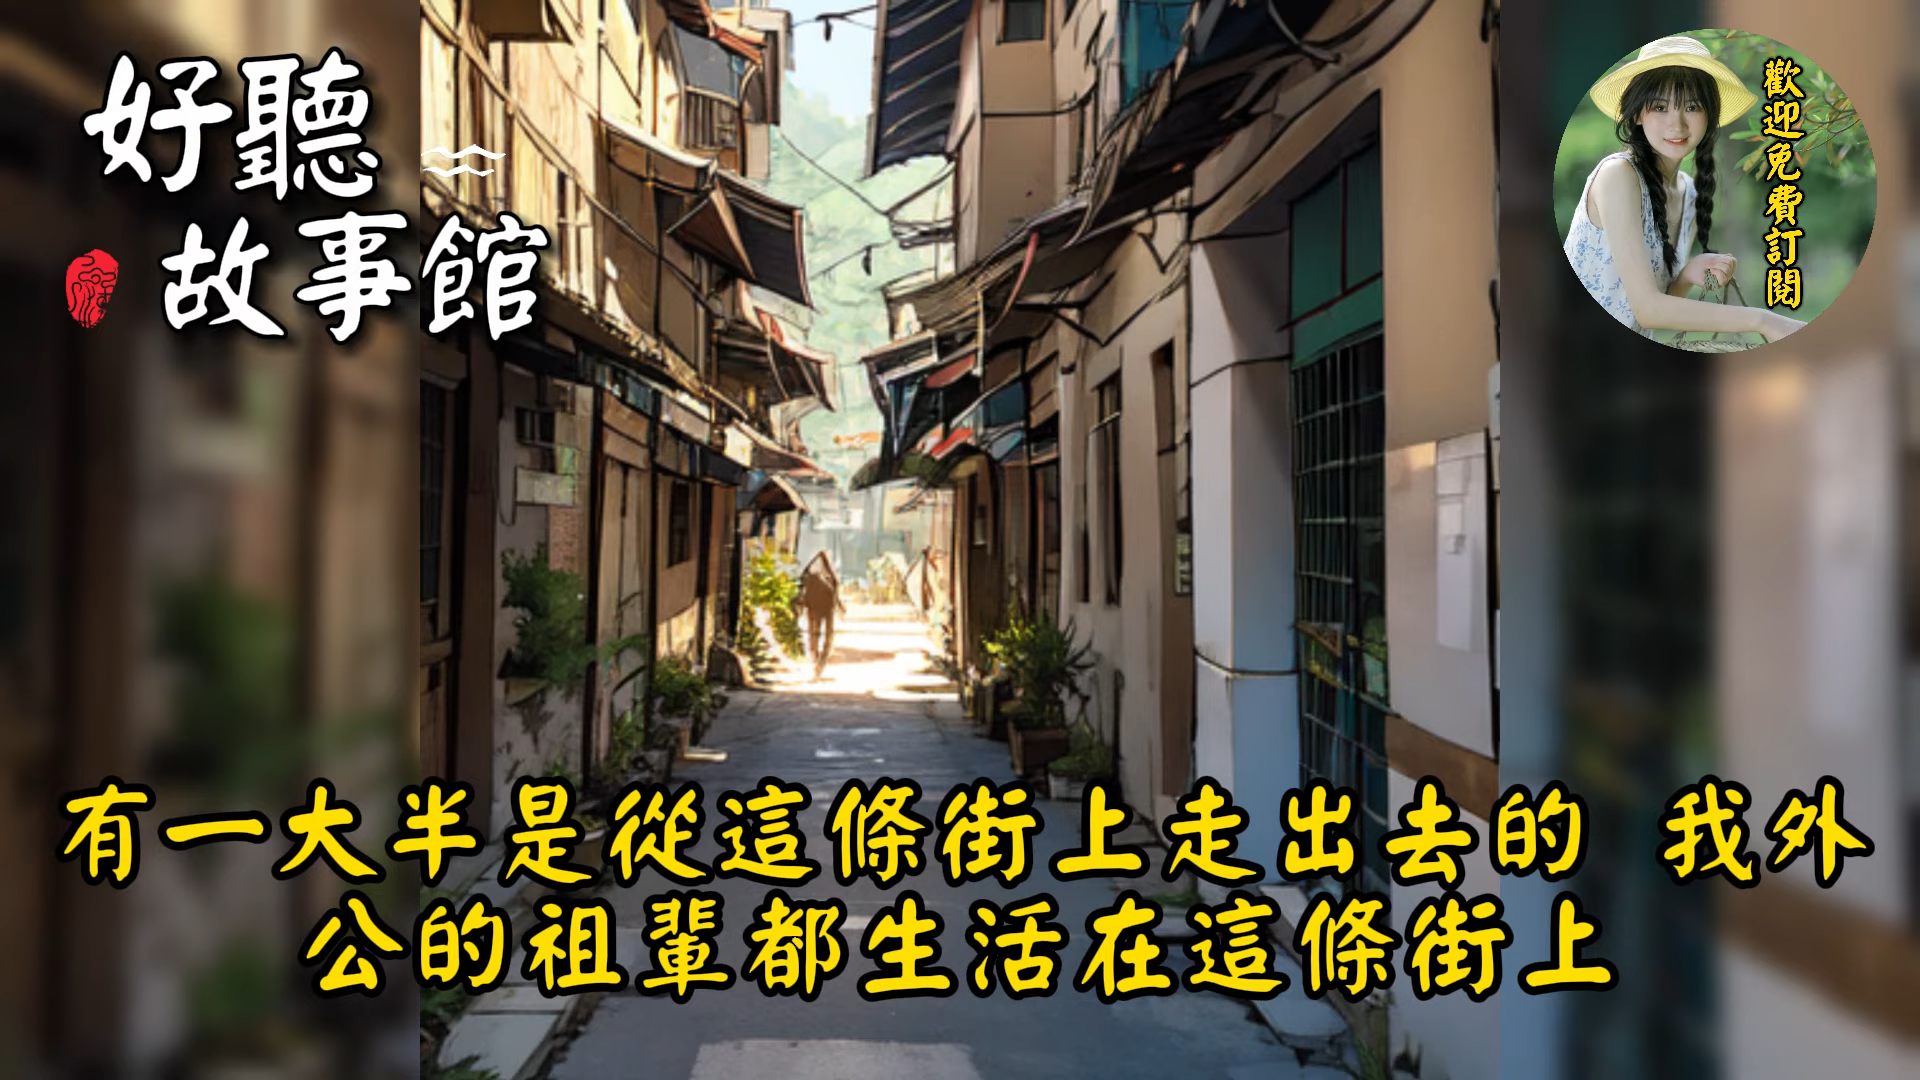 好聽
故事館
歡迎免費訂閱
有一大半是從這條街上走出去的 我外
公的祖輩都生活在這條街上